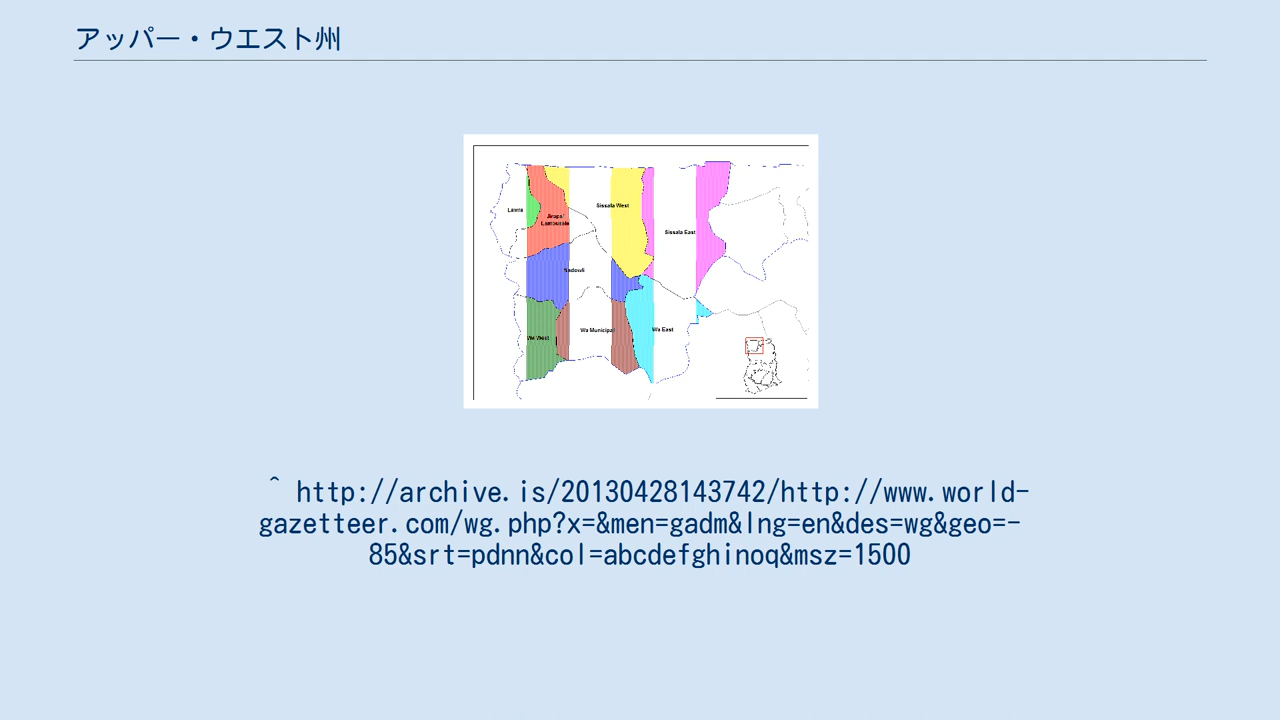 アッパー・ウエスト州
Lawra
Jirapa/
Lambussie
Sissala West
Sissala East
Nadowli
Wa West
Wa Municipal
Wa East
^ http://archive.is/20130428143742/http://www.world-
gazetteer.com/wg.php?x=&men=gadm&lng=en&des=wg&geo=-
85&srt=pdnn&col=abcdefghinoq&msz=1500